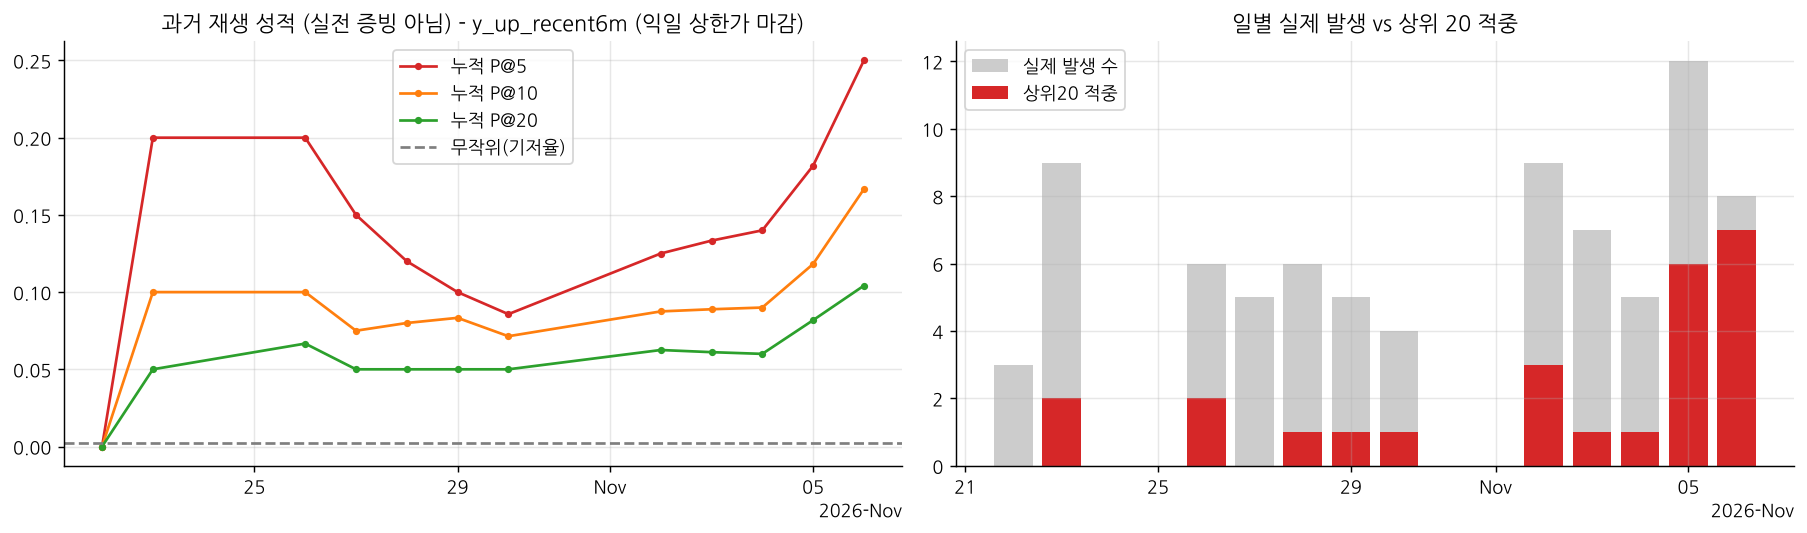 과거 재생 성적 (실전 증빙 아님) - y_up_recent6m (익일 상한가 마감)
누적 P@5
누적 P@10
누적 P@20
무작위(기저율)
0.25
0.20
0.15
0.10
0.05
0.00
25
29
Nov
05
2026-Nov
일별 실제 발생 vs 상위 20 적중
실제 발생 수
상위20 적중
12
10
8
6
4
2
0
21
25
29
Nov
05
2026-Nov